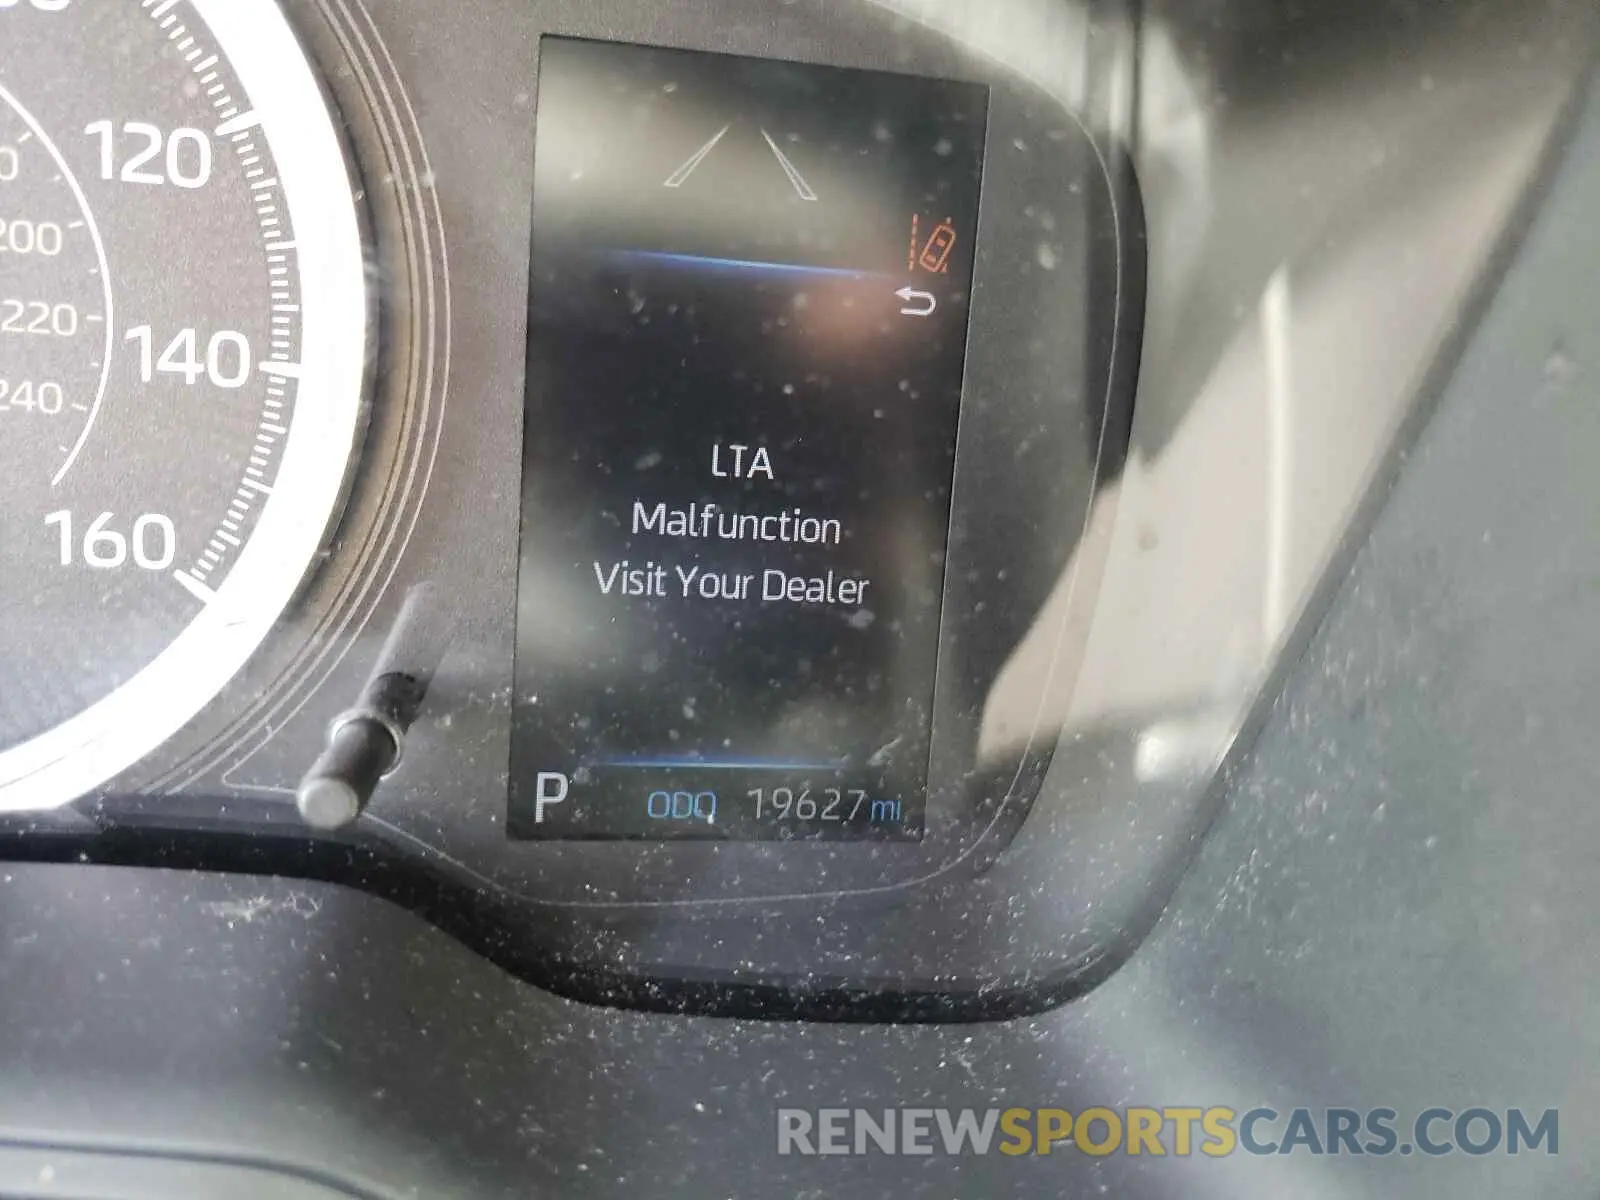 120
200
220
140
240
160
LTA
Malfunction
Visit Your Dealer
P ODO 19627 mi
RENEWSPORTSCARS.COM